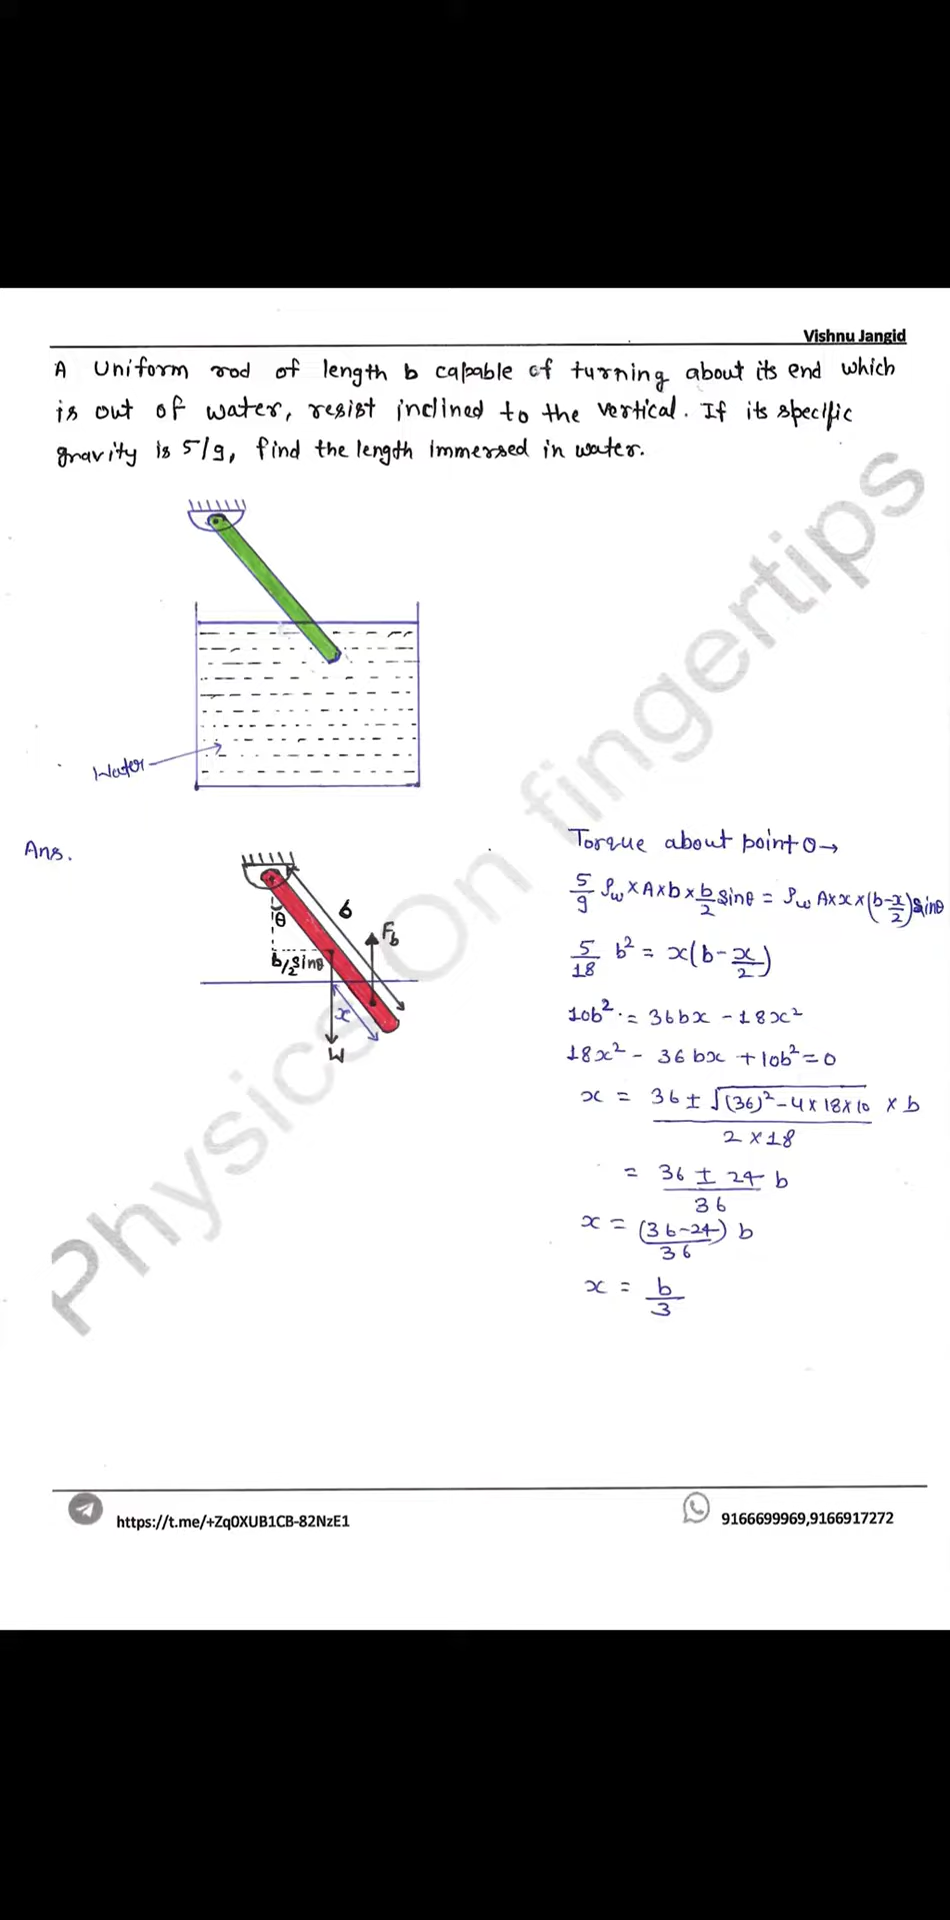 Vishnu Jangid
A Uniform rod of length b capable of turning about its end which
is out of water, resist inclined to the vertical. If its specific
gravity is 5/9, find the length immersed in water.
Water
Ans.
θ
b
F_b
b/2 sinθ
x
W
Torque about point O→
5/9 ρ_w × A × b × b/2 sinθ = ρ_w A × x × (b - x/2) sinθ
5/18 b² = x(b - x/2)
10b² = 36bx - 18x²
18x² - 36bx + 10b² = 0
x = (36 ± √((36)² - 4×18×10))/(2×18) × b
= (36 ± 24)/36 b
x = (36-24)/36 b
x = b/3
Physics On fingertips
https://t.me/+Zq0XUB1CB-82NzE1
9166699969,9166917272